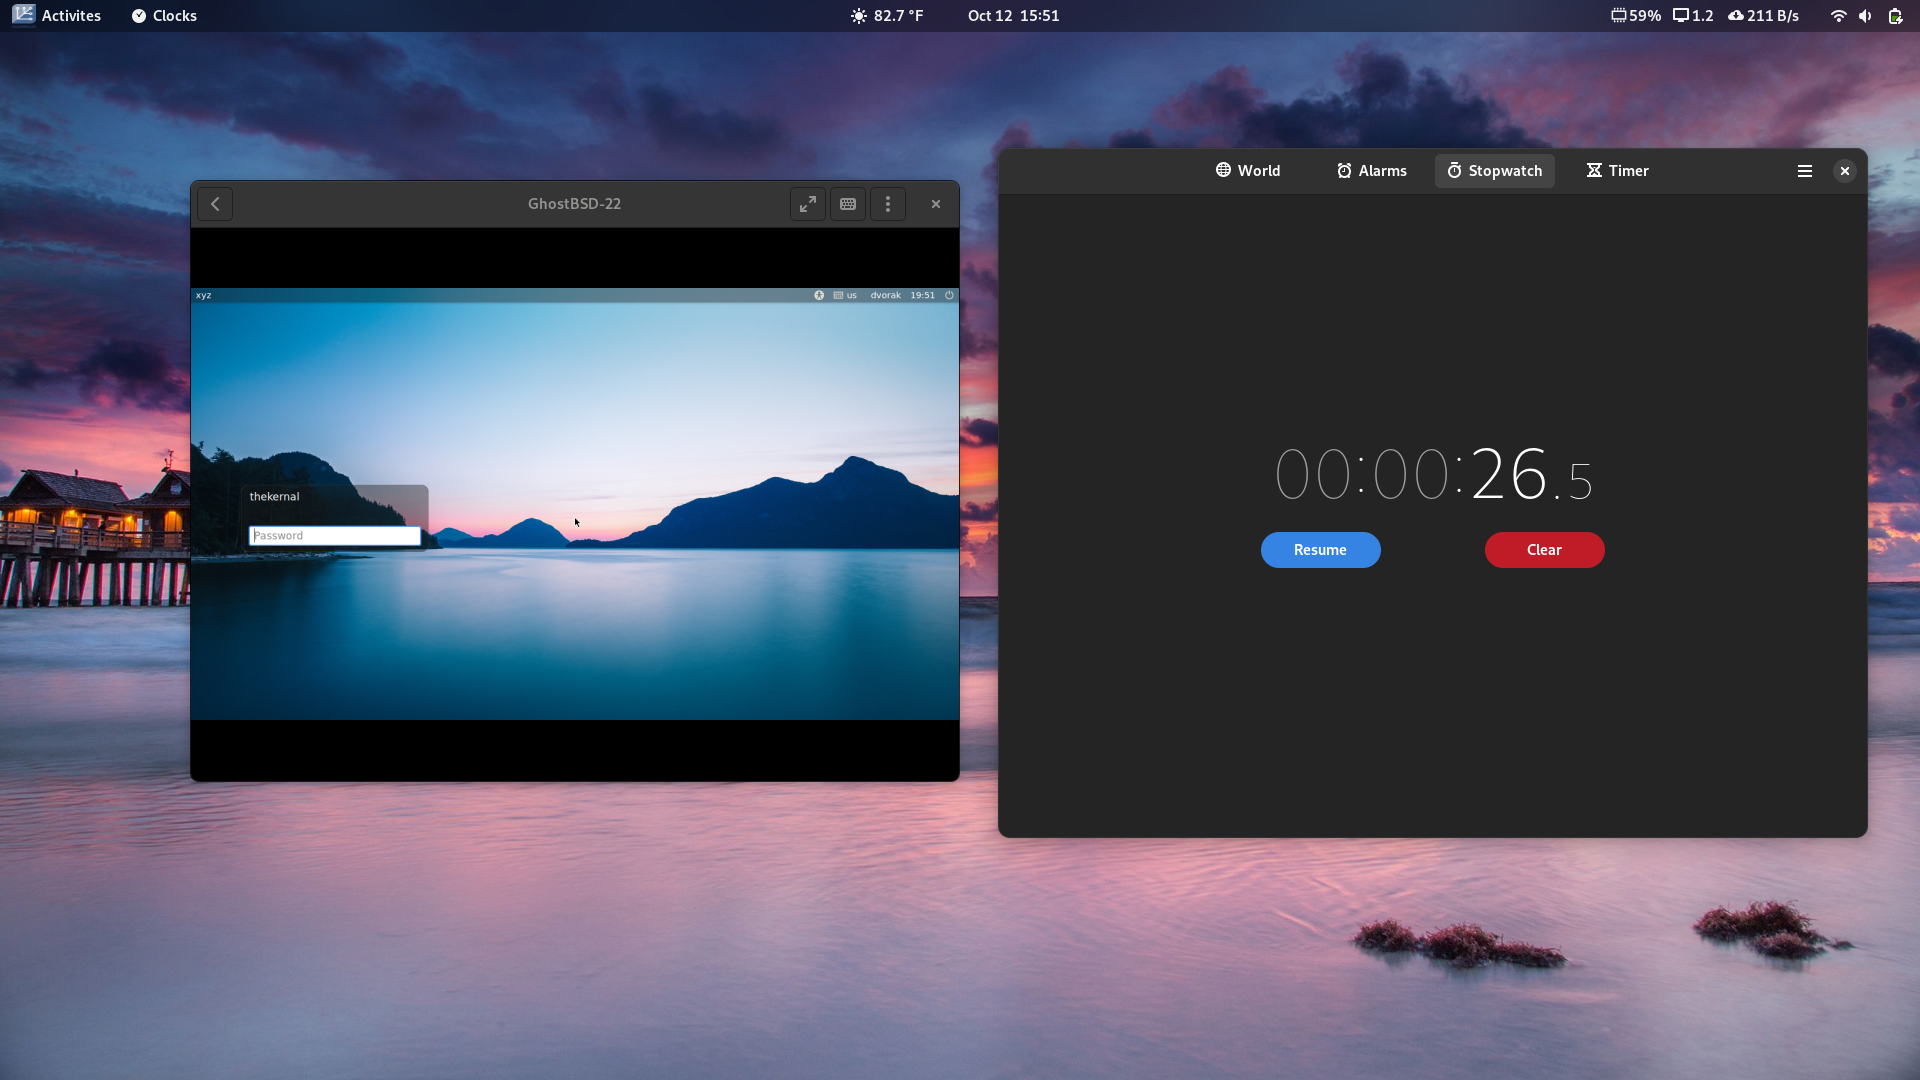 Activites
Clocks
82.7 °F
Oct 12 15:51
59%
1.2
211 B/s
GhostBSD-22
xyz
us
dvorak
19:51
thekernal
Password
World
Alarms
Stopwatch
Timer
00:00:26.5
Resume
Clear